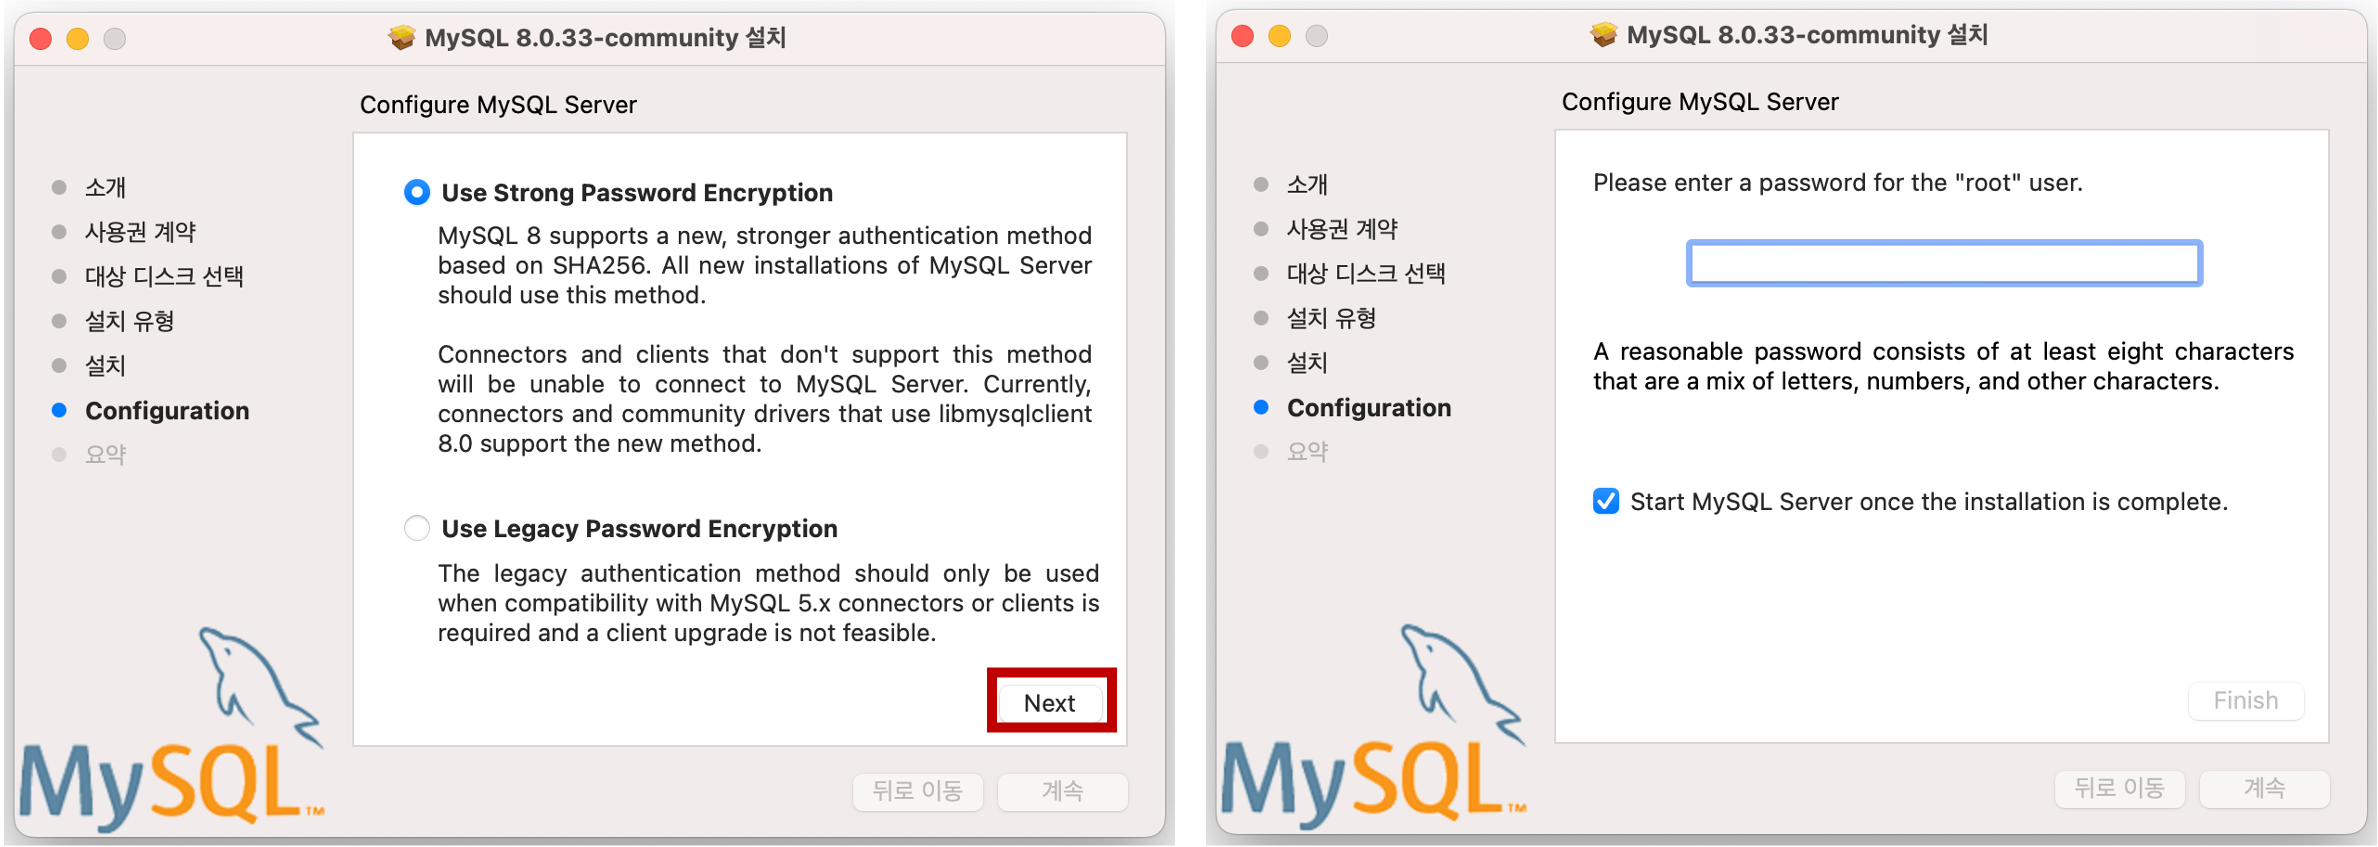 MySQL 8.0.33-community 설치
Configure MySQL Server
소개
사용권 계약
대상 디스크 선택
설치 유형
설치
Configuration
요약
Use Strong Password Encryption
MySQL 8 supports a new, stronger authentication method
based on SHA256. All new installations of MySQL Server
should use this method.
Connectors and clients that don't support this method
will be unable to connect to MySQL Server. Currently,
connectors and community drivers that use libmysqlclient
8.0 support the new method.
Use Legacy Password Encryption
The legacy authentication method should only be used
when compatibility with MySQL 5.x connectors or clients is
required and a client upgrade is not feasible.
Next
MySQL™
뒤로 이동
계속
MySQL 8.0.33-community 설치
Configure MySQL Server
소개
사용권 계약
대상 디스크 선택
설치 유형
설치
Configuration
요약
Please enter a password for the "root" user.
A reasonable password consists of at least eight characters
that are a mix of letters, numbers, and other characters.
Start MySQL Server once the installation is complete.
Finish
MySQL™
뒤로 이동
계속